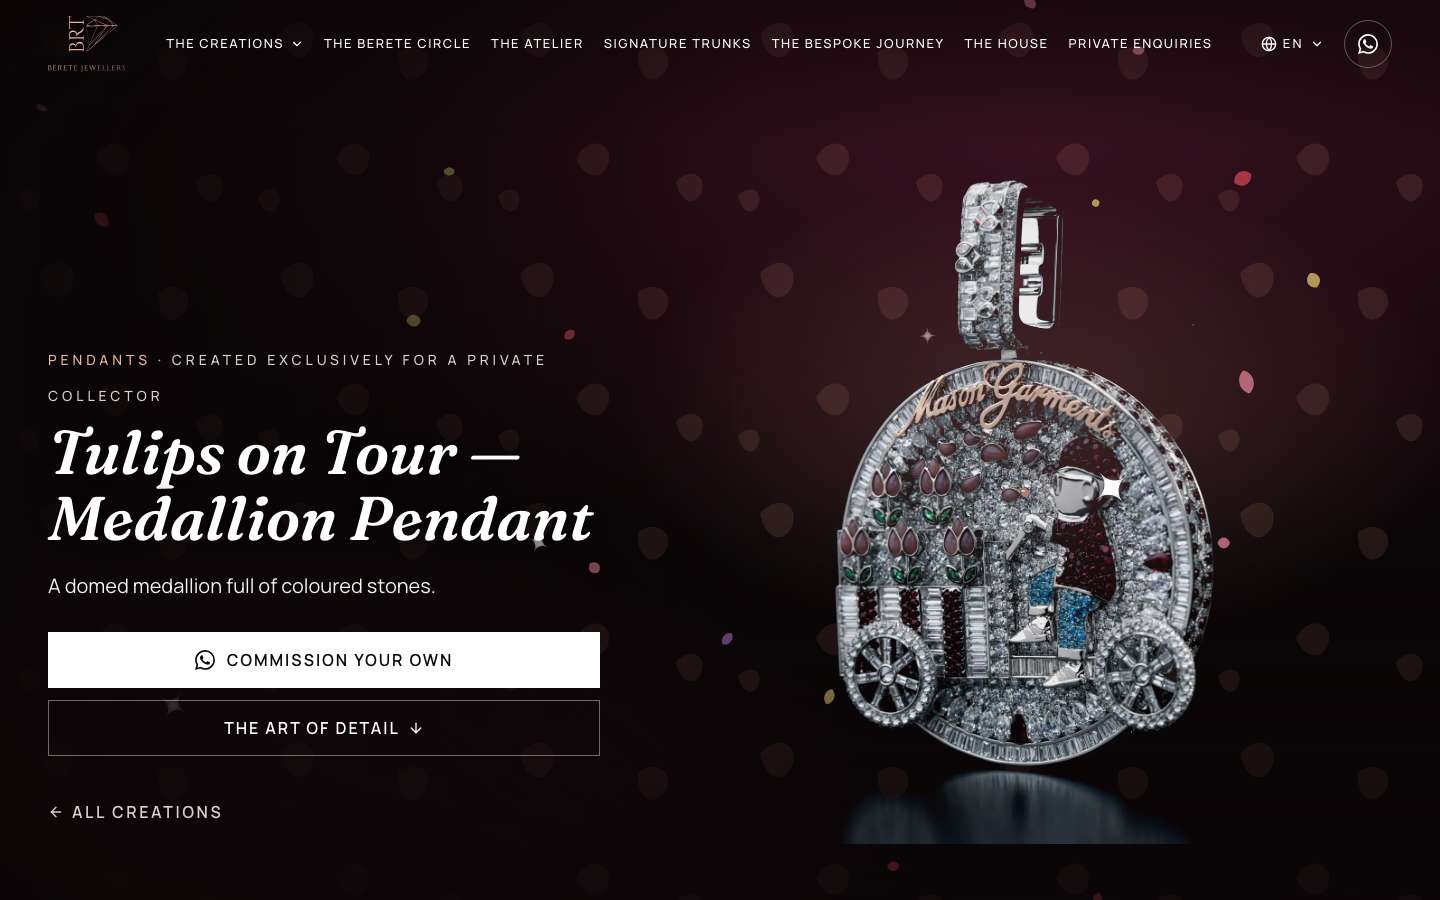 BRT
BERETE JEWELLERS
THE CREATIONS
THE BERETE CIRCLE
THE ATELIER
SIGNATURE TRUNKS
THE BESPOKE JOURNEY
THE HOUSE
PRIVATE ENQUIRIES
EN
PENDANTS · CREATED EXCLUSIVELY FOR A PRIVATE
COLLECTOR
Tulips on Tour —
Medallion Pendant
A domed medallion full of coloured stones.
COMMISSION YOUR OWN
THE ART OF DETAIL ↓
← ALL CREATIONS
Mason Garments